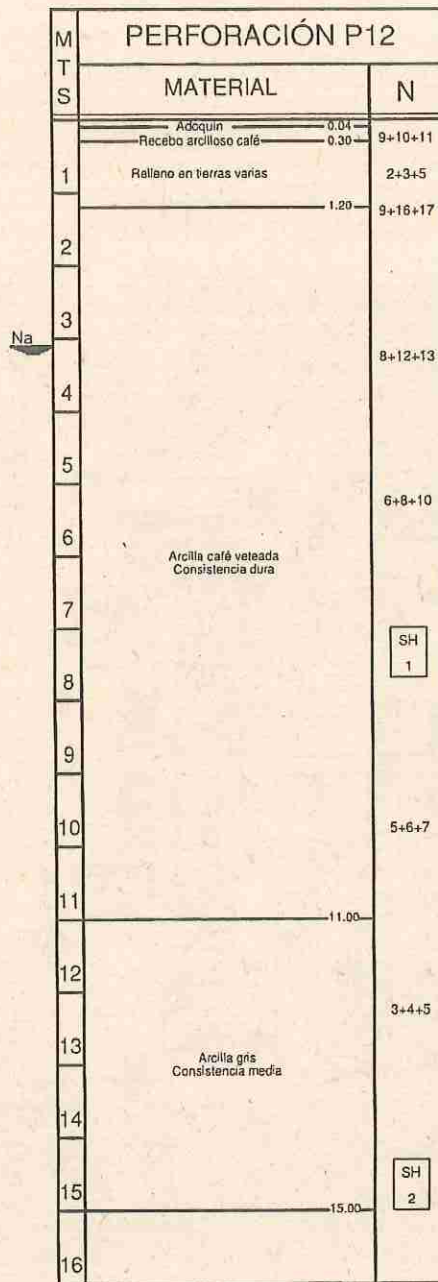 MTS
PERFORACIÓN P12
MATERIAL
N
Adoquin 0.04
Recebo arcilloso café 0.30
9+10+11
1
Relleno en tierras varias
2+3+5
1.20
9+16+17
2
3
Na
8+12+13
4
5
6+8+10
6
Arcilla café veteada
Consistencia dura
7
SH
1
8
9
10
5+6+7
11
11.00
12
3+4+5
13
Arcilla gris
Consistencia media
14
SH
2
15
15.00
16